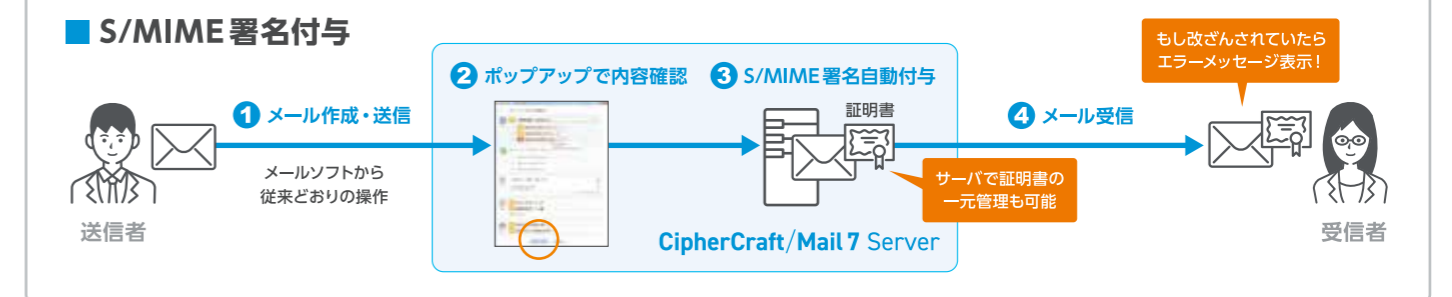 ■ S/MIME署名付与
もし改ざんされていたら
エラーメッセージ表示!
❷ ポップアップで内容確認
❸ S/MIME署名自動付与
❶ メール作成・送信
証明書
❹ メール受信
メールソフトから
従来どおりの操作
サーバで証明書の
一元管理も可能
送信者
CipherCraft/Mail 7 Server
受信者